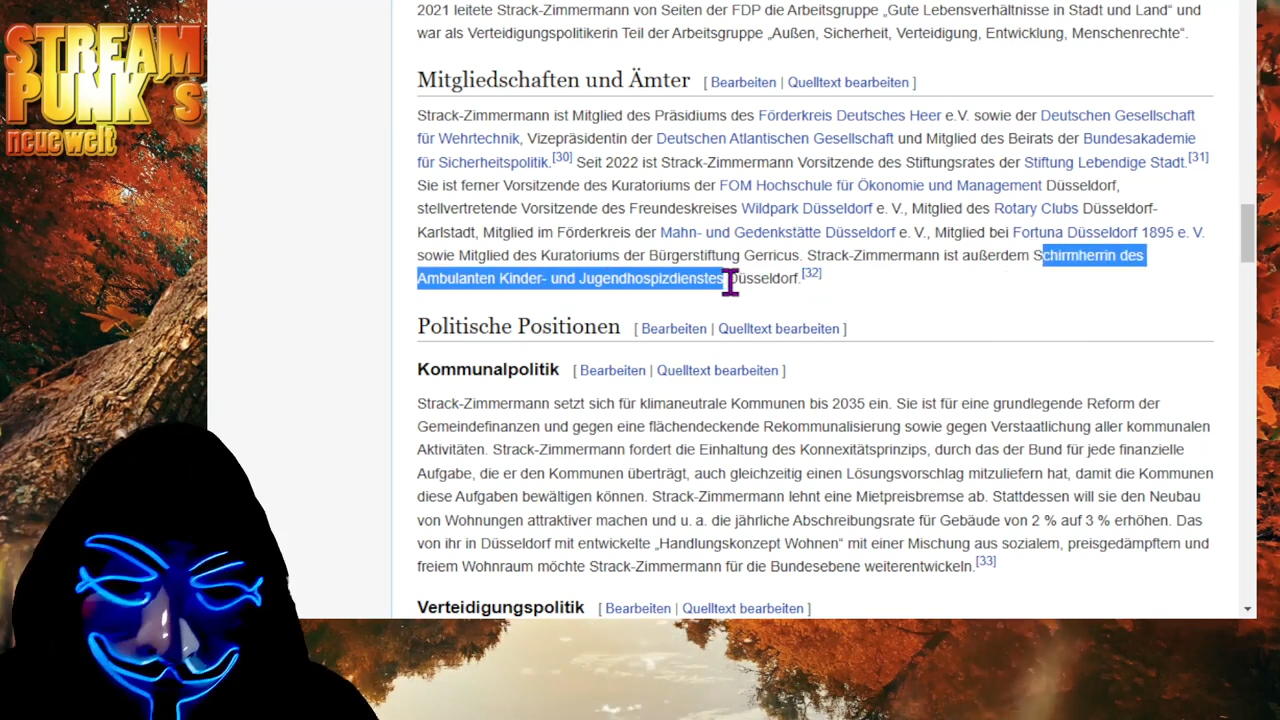 STREAM
PUNK´S
neue welt
2021 leitete Strack-Zimmermann von Seiten der FDP die Arbeitsgruppe „Gute Lebensverhältnisse in Stadt und Land“ und
war als Verteidigungspolitikerin Teil der Arbeitsgruppe „Außen, Sicherheit, Verteidigung, Entwicklung, Menschenrechte“.
Mitgliedschaften und Ämter [ Bearbeiten | Quelltext bearbeiten ]
Strack-Zimmermann ist Mitglied des Präsidiums des Förderkreis Deutsches Heer e.V. sowie der Deutschen Gesellschaft
für Wehrtechnik, Vizepräsidentin der Deutschen Atlantischen Gesellschaft und Mitglied des Beirats der Bundesakademie
für Sicherheitspolitik.[30] Seit 2022 ist Strack-Zimmermann Vorsitzende des Stiftungsrates der Stiftung Lebendige Stadt.[31]
Sie ist ferner Vorsitzende des Kuratoriums der FOM Hochschule für Ökonomie und Management Düsseldorf,
stellvertretende Vorsitzende des Freundeskreises Wildpark Düsseldorf e. V., Mitglied des Rotary Clubs Düsseldorf-
Karlstadt, Mitglied im Förderkreis der Mahn- und Gedenkstätte Düsseldorf e. V., Mitglied bei Fortuna Düsseldorf 1895 e. V.
sowie Mitglied des Kuratoriums der Bürgerstiftung Gerricus. Strack-Zimmermann ist außerdem Schirmherrin des
Ambulanten Kinder- und Jugendhospizdienstes Düsseldorf.[32]
Politische Positionen [ Bearbeiten | Quelltext bearbeiten ]
Kommunalpolitik [ Bearbeiten | Quelltext bearbeiten ]
Strack-Zimmermann setzt sich für klimaneutrale Kommunen bis 2035 ein. Sie ist für eine grundlegende Reform der
Gemeindefinanzen und gegen eine flächendeckende Rekommunalisierung sowie gegen Verstaatlichung aller kommunalen
Aktivitäten. Strack-Zimmermann fordert die Einhaltung des Konnexitätsprinzips, durch das der Bund für jede finanzielle
Aufgabe, die er den Kommunen überträgt, auch gleichzeitig einen Lösungsvorschlag mitzuliefern hat, damit die Kommunen
diese Aufgaben bewältigen können. Strack-Zimmermann lehnt eine Mietpreisbremse ab. Stattdessen will sie den Neubau
von Wohnungen attraktiver machen und u. a. die jährliche Abschreibungsrate für Gebäude von 2 % auf 3 % erhöhen. Das
von ihr in Düsseldorf mit entwickelte „Handlungskonzept Wohnen“ mit einer Mischung aus sozialem, preisgedämpftem und
freiem Wohnraum möchte Strack-Zimmermann für die Bundesebene weiterentwickeln.[33]
Verteidigungspolitik [ Bearbeiten | Quelltext bearbeiten ]